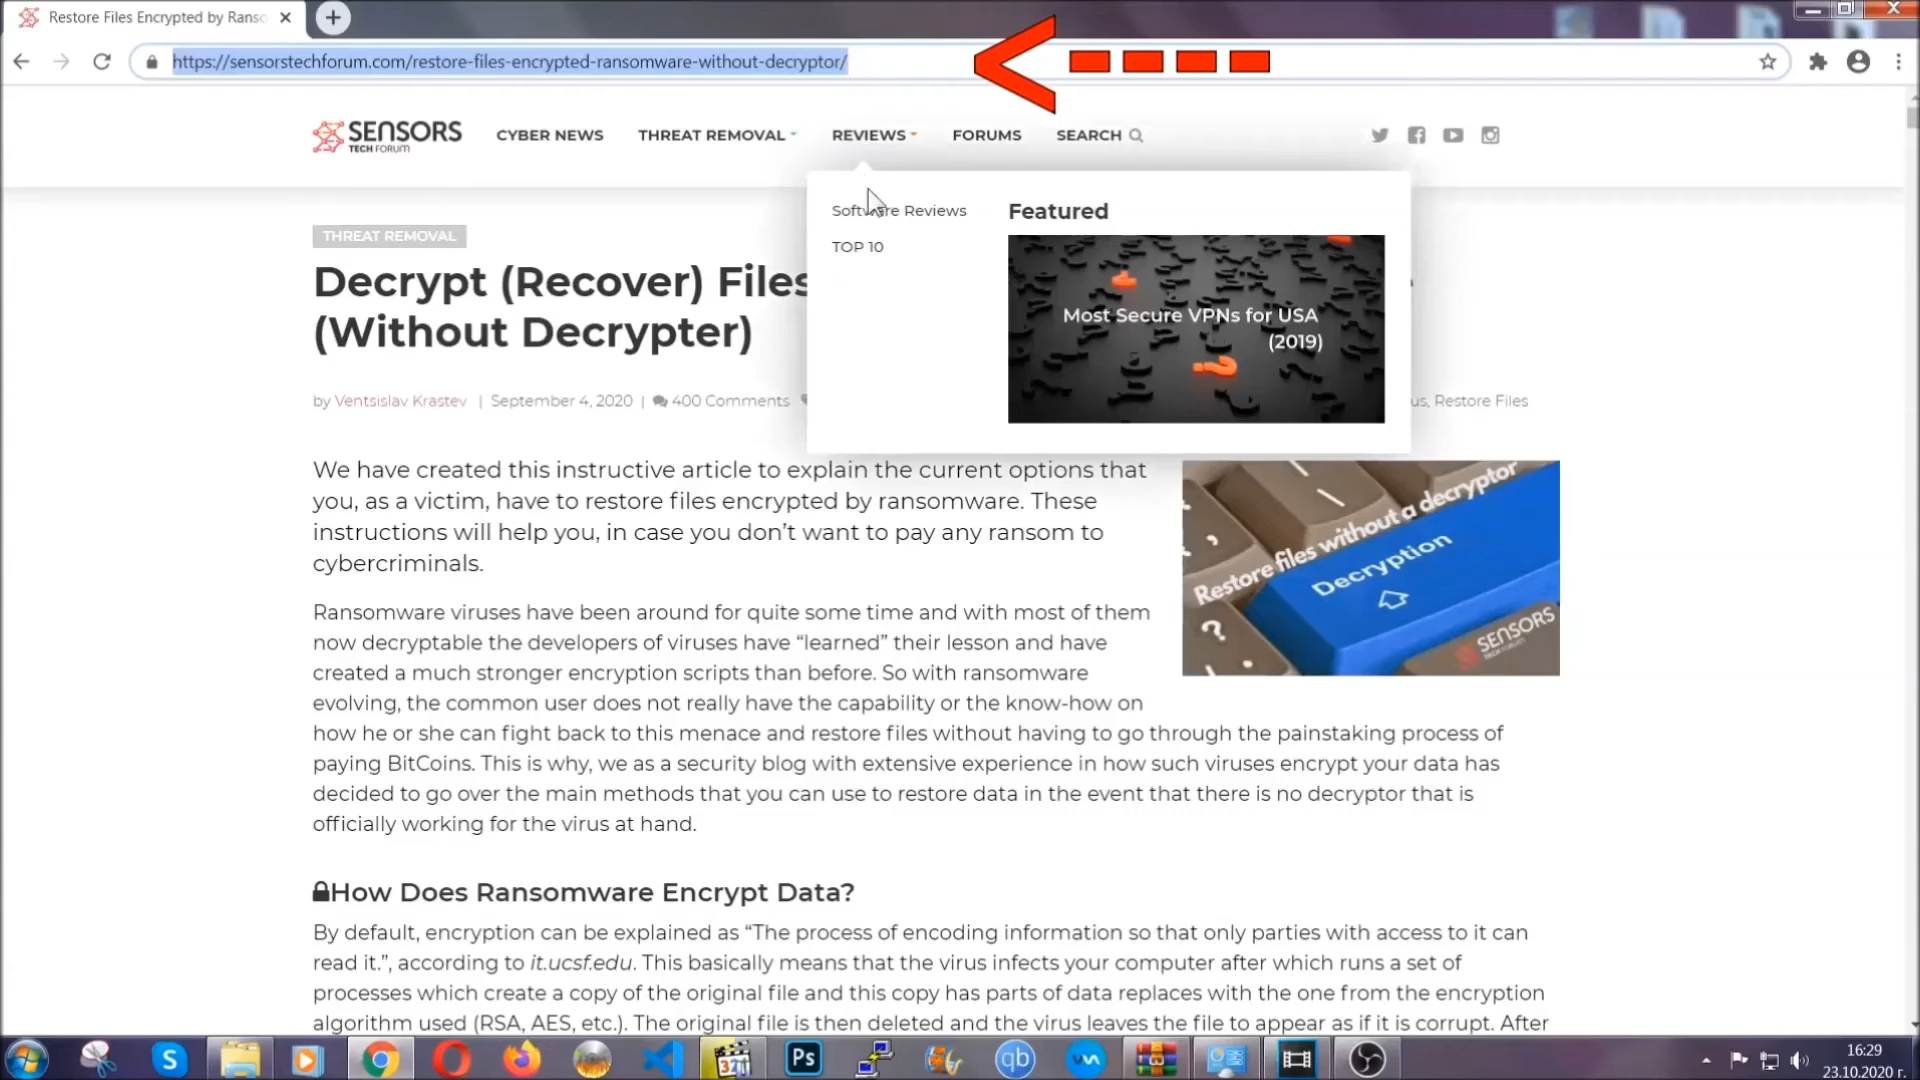 Restore Files Encrypted by Ranso
https://sensorstechforum.com/restore-files-encrypted-ransomware-without-decryptor/
SENSORS
TECH FORUM
CYBER NEWS
THREAT REMOVAL
REVIEWS
FORUMS
SEARCH
Software Reviews
TOP 10
Featured
Most Secure VPNs for USA
(2019)
THREAT REMOVAL
Decrypt (Recover) Files
(Without Decrypter)
by Ventsislav Krastev | September 4, 2020 | 400 Comments
us, Restore Files
We have created this instructive article to explain the current options that
you, as a victim, have to restore files encrypted by ransomware. These
instructions will help you, in case you don’t want to pay any ransom to
cybercriminals.
Restore files without a decryptor
Decryption
SENSORS
TECH FORUM
Ransomware viruses have been around for quite some time and with most of them
now decryptable the developers of viruses have “learned” their lesson and have
created a much stronger encryption scripts than before. So with ransomware
evolving, the common user does not really have the capability or the know-how on
how he or she can fight back to this menace and restore files without having to go through the painstaking process of
paying BitCoins. This is why, we as a security blog with extensive experience in how such viruses encrypt your data has
decided to go over the main methods that you can use to restore data in the event that there is no decryptor that is
officially working for the virus at hand.
How Does Ransomware Encrypt Data?
By default, encryption can be explained as “The process of encoding information so that only parties with access to it can
read it.”, according to it.ucsf.edu. This basically means that the virus infects your computer after which runs a set of
processes which create a copy of the original file and this copy has parts of data replaces with the one from the encryption
algorithm used (RSA, AES, etc.). The original file is then deleted and the virus leaves the file to appear as if it is corrupt. After
S
321
Ps
qb
16:29
23.10.2020 г.